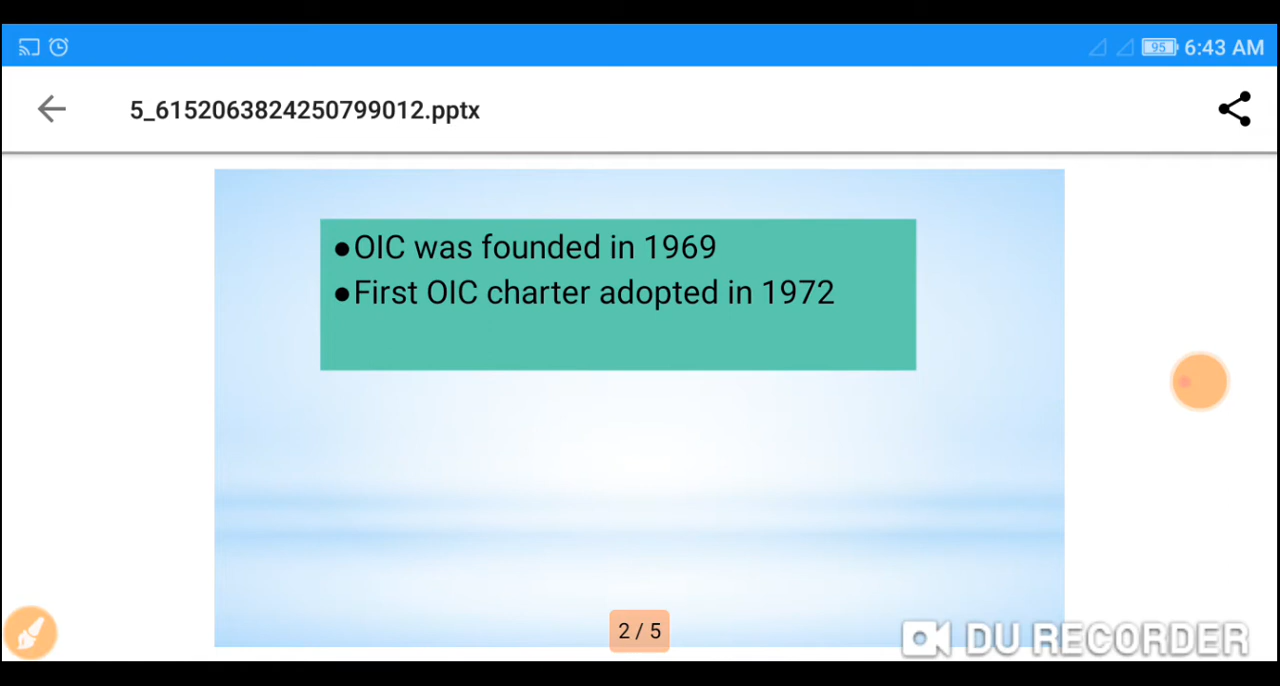 95 6:43 AM
5_6152063824250799012.pptx
●OIC was founded in 1969
●First OIC charter adopted in 1972
2 / 5
DU RECORDER